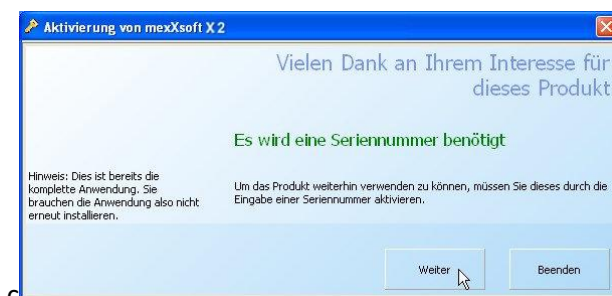 Aktivierung von mexXsoft X 2
Vielen Dank an Ihrem Interesse für
dieses Produkt
Es wird eine Seriennummer benötigt
Hinweis: Dies ist bereits die
komplette Anwendung. Sie
brauchen die Anwendung also nicht
erneut installieren.
Um das Produkt weiterhin verwenden zu können, müssen Sie dieses durch die
Eingabe einer Seriennummer aktivieren.
Weiter
Beenden